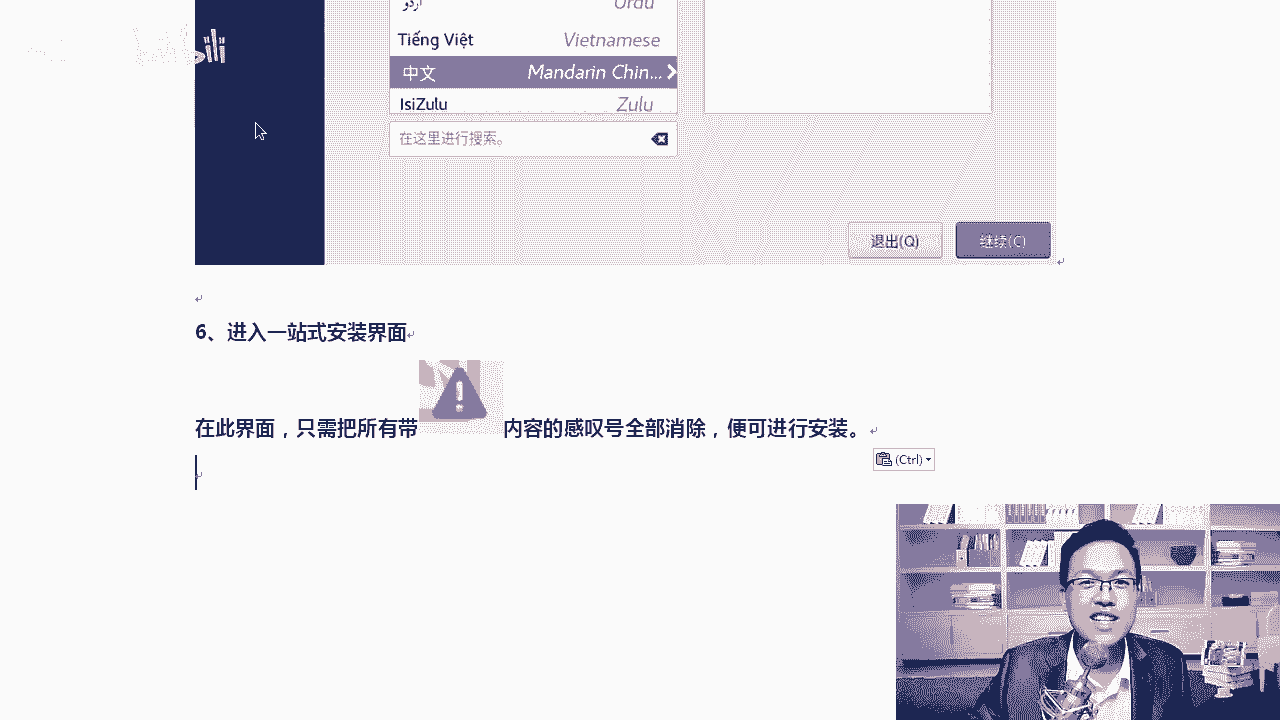 اردو Urdu
bilibili
Tiếng Việt Vietnamese
中文 Mandarin Chin...
IsiZulu Zulu
在这里进行搜索。
退出(Q) 继续(C)
6、进入一站式安装界面
在此界面，只需把所有带 内容的感叹号全部消除，便可进行安装。
(Ctrl)